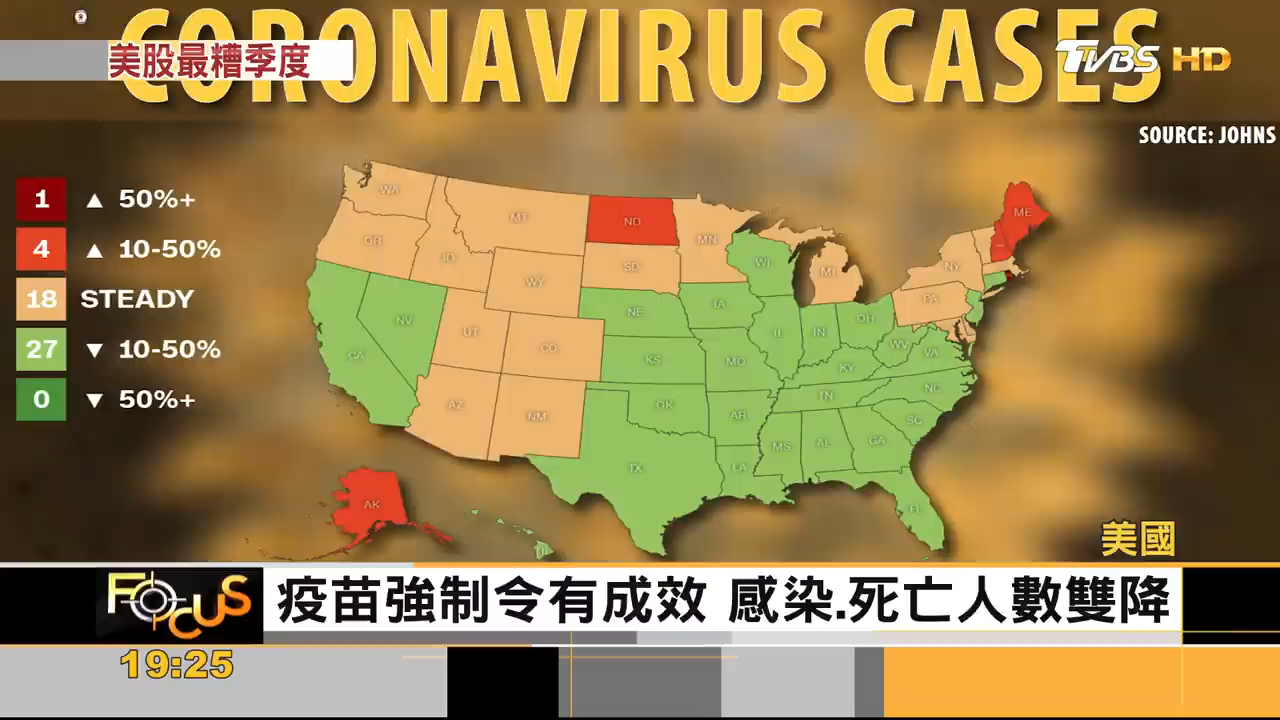 CORONAVIRUS CASES
美股最糟季度
TVBS HD
SOURCE: JOHNS
1 ▲ 50%+
4 ▲ 10-50%
18 STEADY
27 ▼ 10-50%
0 ▼ 50%+
WA
MT
ND
MN
ME
OR
ID
SD
WI
MI
NY
WY
NE
IA
PA
NV
UT
CO
IL
IN
OH
CA
KS
MO
KY
WV
VA
AZ
NM
OK
AR
TN
NC
SC
MS
AL
GA
TX
LA
FL
AK
美國
FOCUS
疫苗強制令有成效 感染.死亡人數雙降
19:25